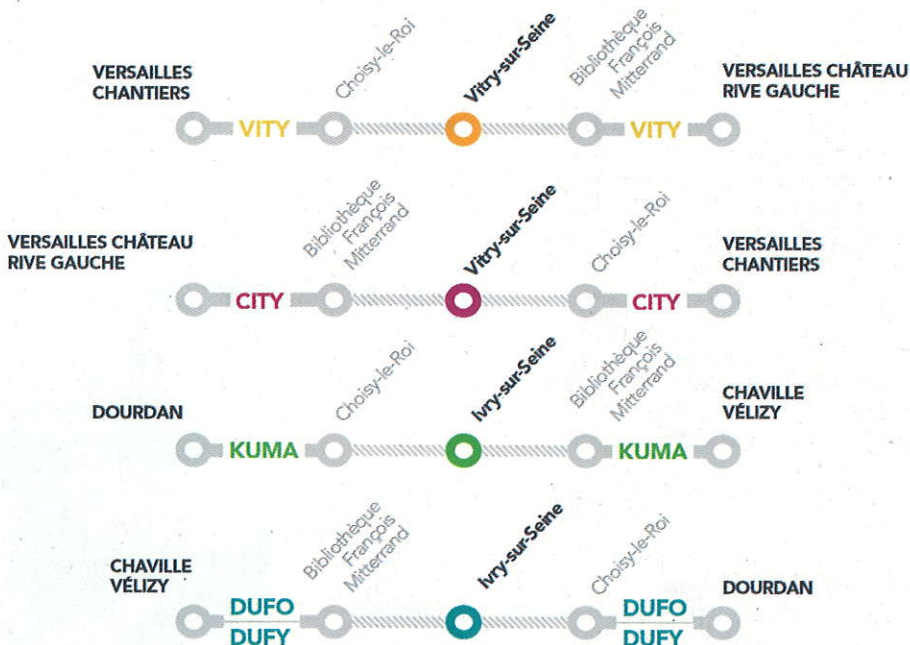 VERSAILLES
CHANTIERS
Choisy-le-Roi
Vitry-sur-Seine
Bibliothèque
François
Mitterrand
VERSAILLES CHÂTEAU
RIVE GAUCHE
VITY
VITY
VERSAILLES CHÂTEAU
RIVE GAUCHE
Bibliothèque
François
Mitterrand
Vitry-sur-Seine
Choisy-le-Roi
VERSAILLES
CHANTIERS
CITY
CITY
DOURDAN
Choisy-le-Roi
Ivry-sur-Seine
Bibliothèque
François
Mitterrand
CHAVILLE
VÉLIZY
KUMA
KUMA
CHAVILLE
VÉLIZY
Bibliothèque
François
Mitterrand
Ivry-sur-Seine
Choisy-le-Roi
DOURDAN
DUFO
DUFY
DUFO
DUFY